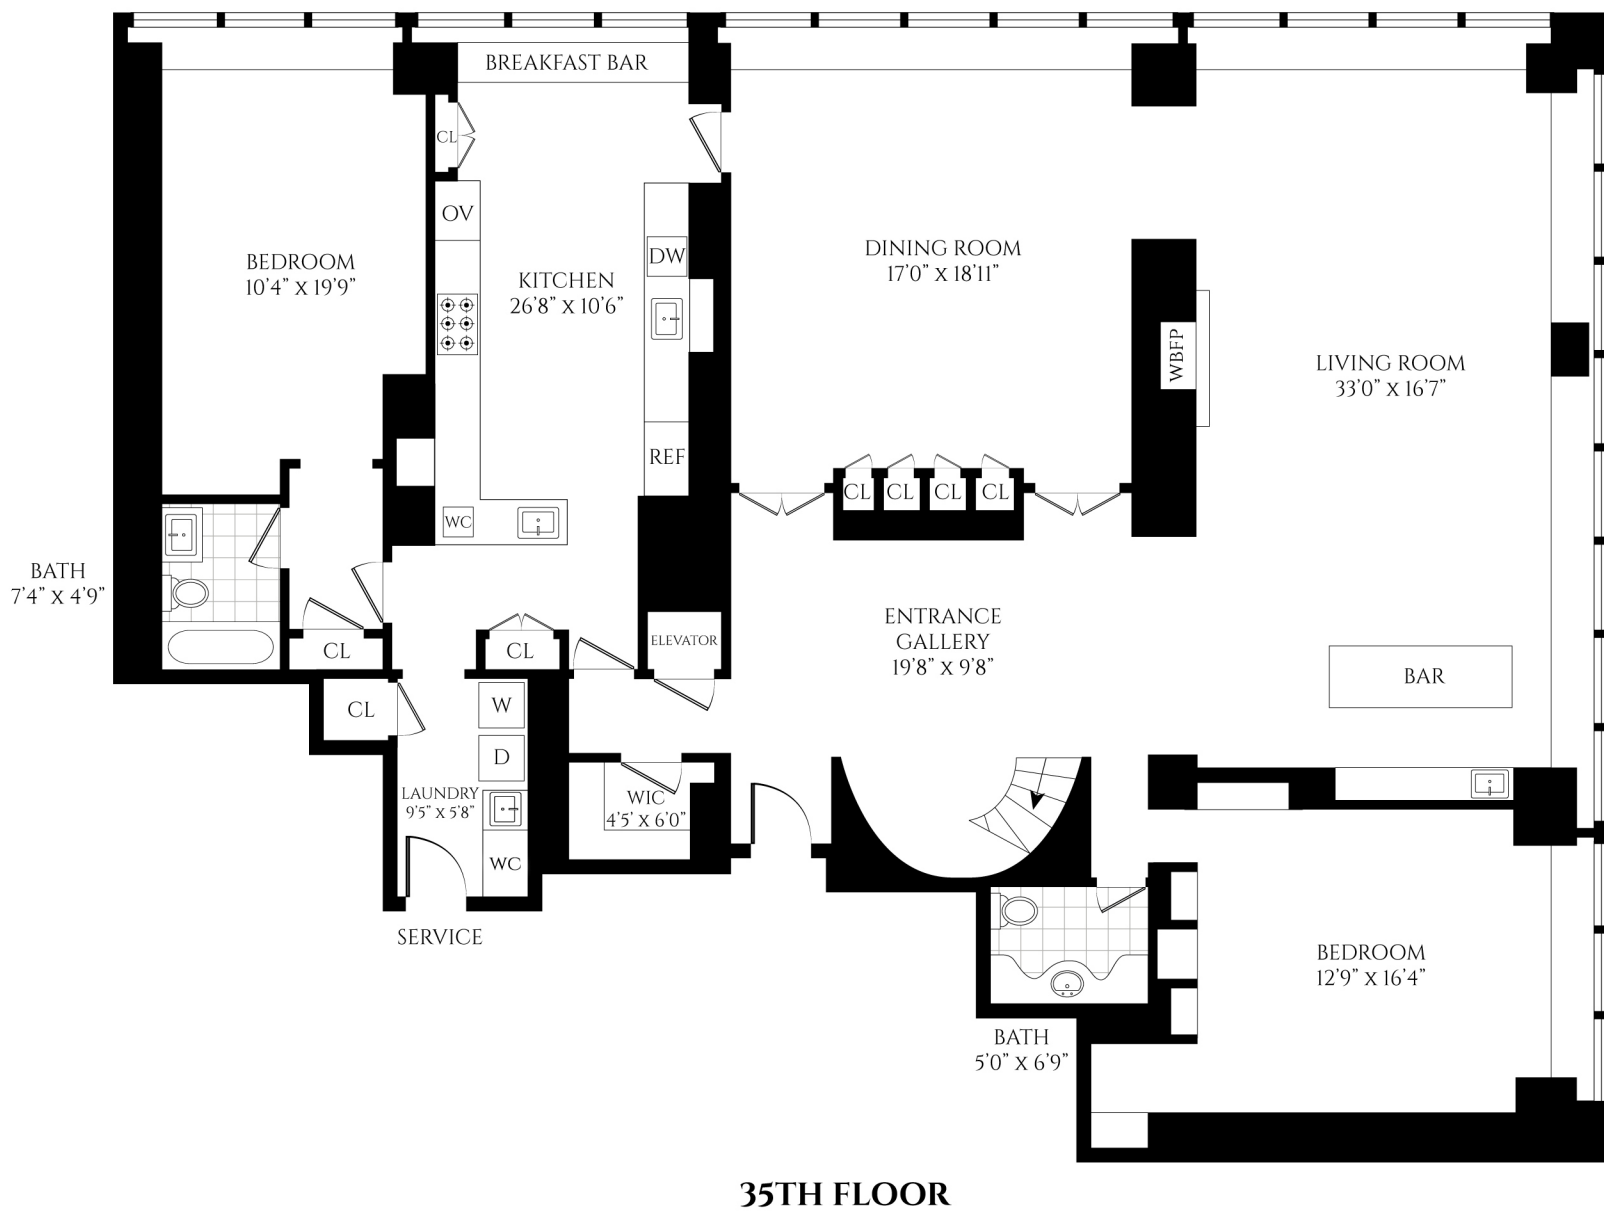 BREAKFAST BAR
CL
OV
DW
BEDROOM
10'4" X 19'9"
KITCHEN
26'8" X 10'6"
DINING ROOM
17'0" X 18'11"
WBFP
LIVING ROOM
33'0" X 16'7"
REF
CL
CL
CL
CL
WC
BATH
7'4" X 4'9"
ELEVATOR
ENTRANCE
GALLERY
19'8" X 9'8"
CL
CL
BAR
CL
W
D
LAUNDRY
9'5" X 5'8"
WIC
4'5' X 6'0"
WC
SERVICE
BEDROOM
12'9" X 16'4"
BATH
5'0" X 6'9"
35TH FLOOR